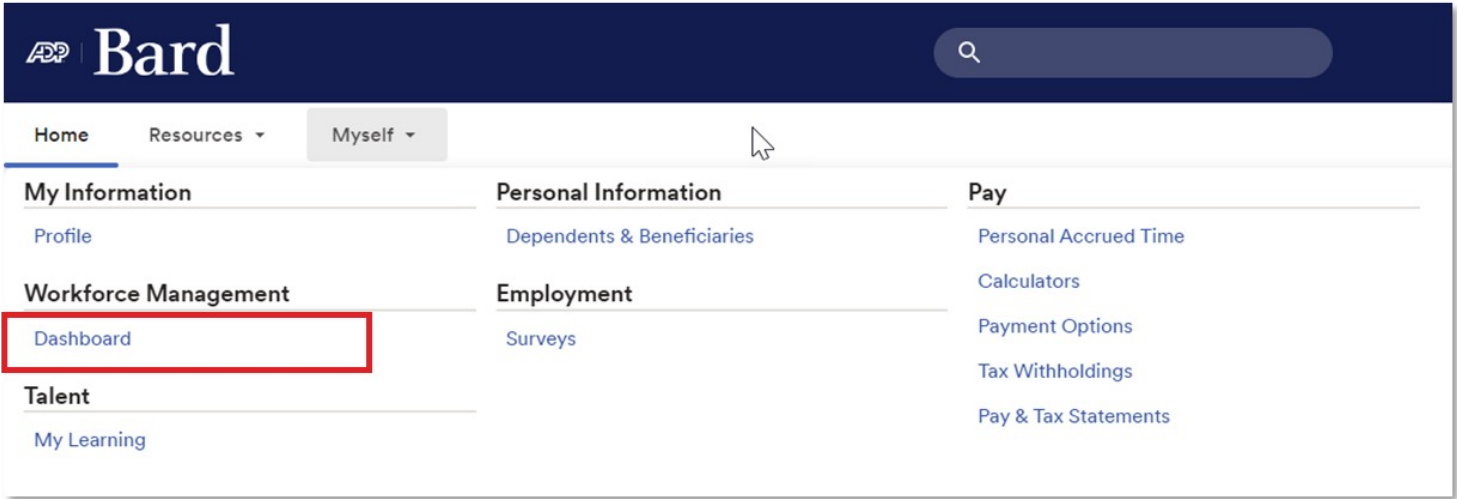 ADP Bard
Home Resources Myself
My Information
Profile
Workforce Management
Dashboard
Talent
My Learning
Personal Information
Dependents & Beneficiaries
Employment
Surveys
Pay
Personal Accrued Time
Calculators
Payment Options
Tax Withholdings
Pay & Tax Statements